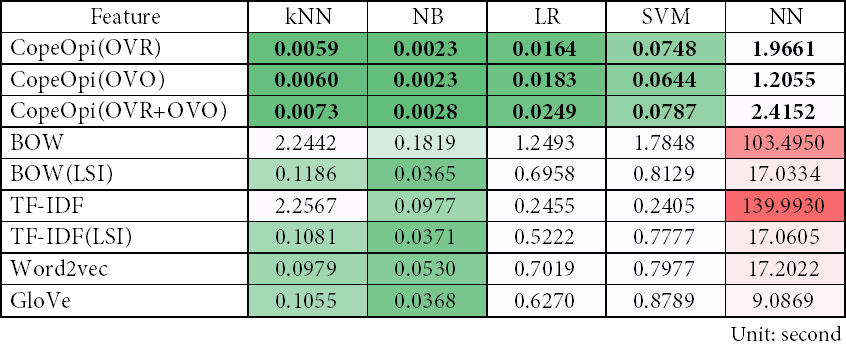 Feature kNN NB LR SVM NN
CopeOpi(OVR) 0.0059 0.0023 0.0164 0.0748 1.9661
CopeOpi(OVO) 0.0060 0.0023 0.0183 0.0644 1.2055
CopeOpi(OVR+OVO) 0.0073 0.0028 0.0249 0.0787 2.4152
BOW 2.2442 0.1819 1.2493 1.7848 103.4950
BOW(LSI) 0.1186 0.0365 0.6958 0.8129 17.0334
TF-IDF 2.2567 0.0977 0.2455 0.2405 139.9930
TF-IDF(LSI) 0.1081 0.0371 0.5222 0.7777 17.0605
Word2vec 0.0979 0.0530 0.7019 0.7977 17.2022
GloVe 0.1055 0.0368 0.6270 0.8789 9.0869
Unit: second